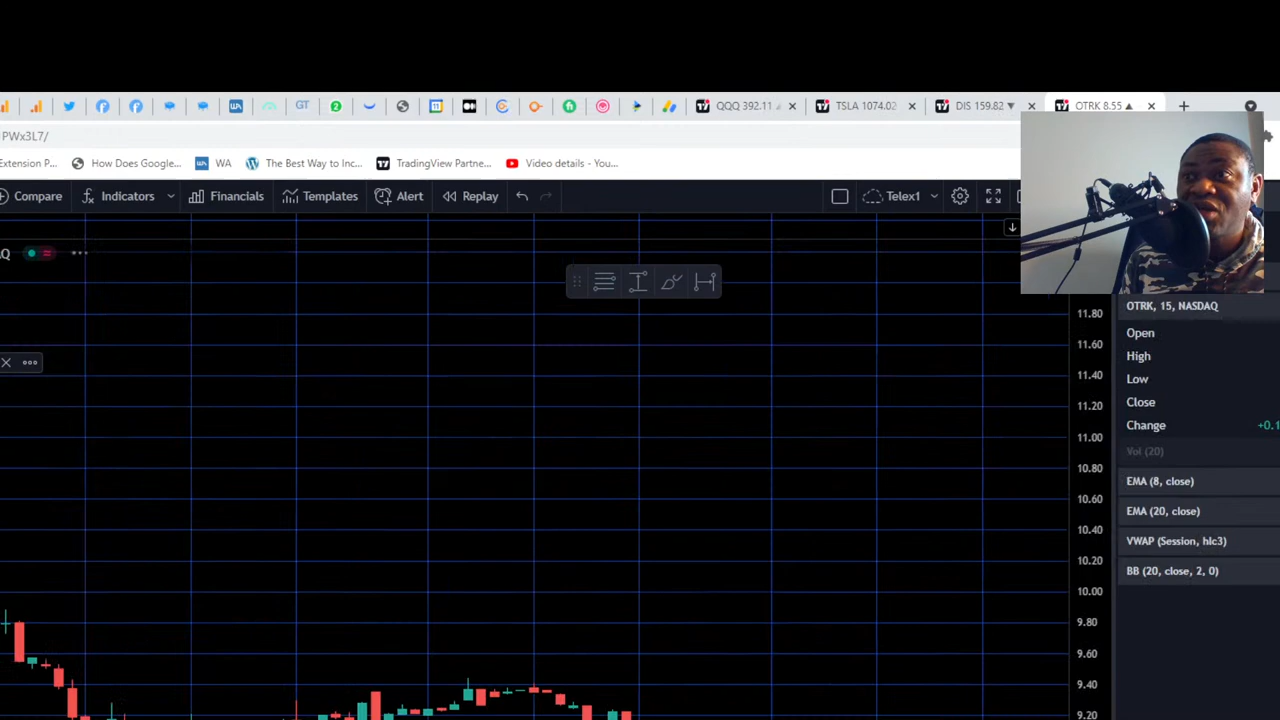 QQQ 392.11
TSLA 1074.02
DIS 159.82 ▼
OTRK 8.55 ▲
PWx3L7/
Extension P...
How Does Google...
WA
The Best Way to Inc...
TradingView Partne...
Video details - You...
Compare
Indicators
Financials
Templates
Alert
Replay
Telex1
Q
11.80
11.60
11.40
11.20
11.00
10.80
10.60
10.40
10.20
10.00
9.80
9.60
9.40
9.20
OTRK, 15, NASDAQ
Open
High
Low
Close
Change +0.1
Vol (20)
EMA (8, close)
EMA (20, close)
VWAP (Session, hlc3)
BB (20, close, 2, 0)